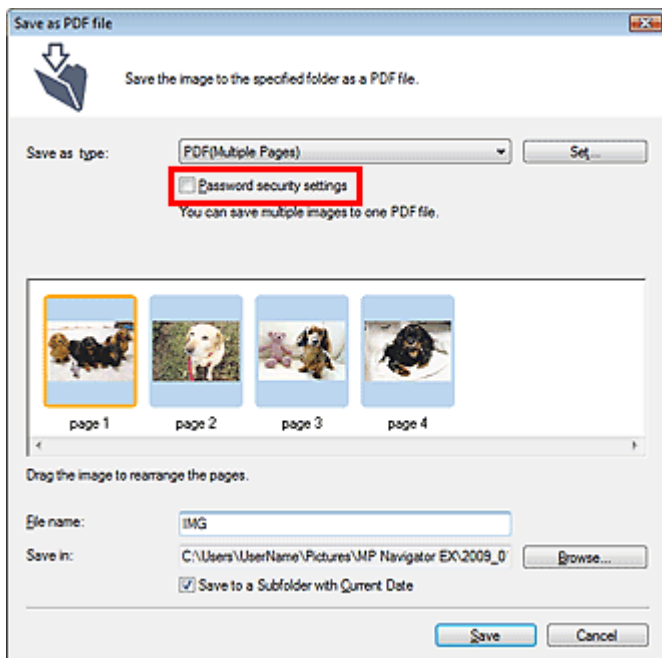 Save as PDF file
Save the image to the specified folder as a PDF file.
Save as type: PDF(Multiple Pages) Set...
Password security settings
You can save multiple images to one PDF file.
page 1 page 2 page 3 page 4
Drag the image to rearrange the pages.
File name: IMG
Save in: C:\Users\UserName\Pictures\MP Navigator EX\2009_0 Browse...
Save to a Subfolder with Current Date
Save Cancel